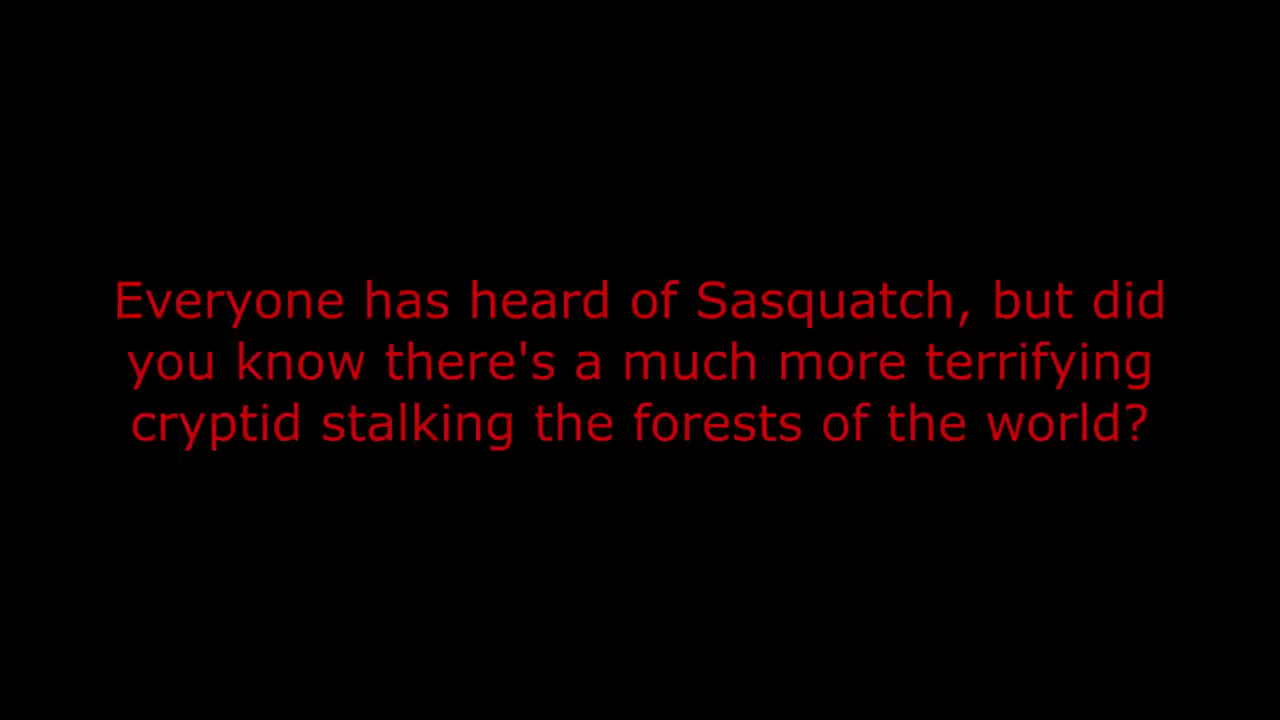 Everyone has heard of Sasquatch, but did
you know there's a much more terrifying
cryptid stalking the forests of the world?